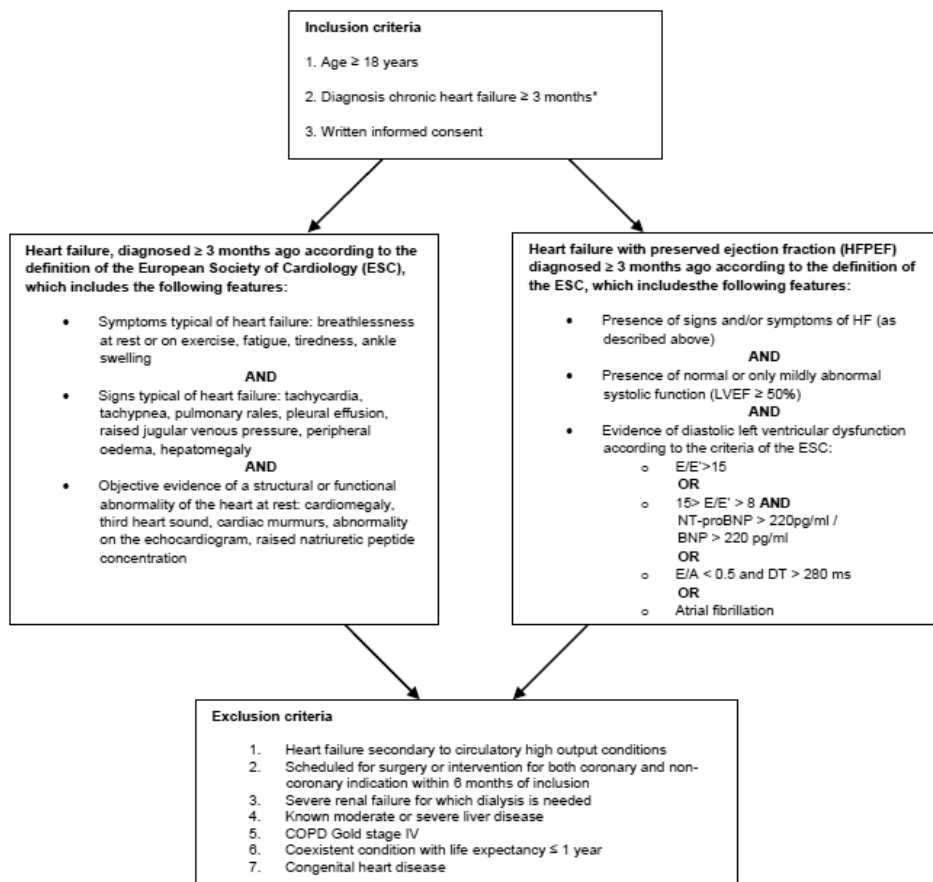 Inclusion criteria
1. Age ≥ 18 years
2. Diagnosis chronic heart failure ≥ 3 months*
3. Written informed consent
Heart failure, diagnosed ≥ 3 months ago according to the
definition of the European Society of Cardiology (ESC),
which includes the following features:
• Symptoms typical of heart failure: breathlessness
at rest or on exercise, fatigue, tiredness, ankle
swelling
AND
• Signs typical of heart failure: tachycardia,
tachypnea, pulmonary rales, pleural effusion,
raised jugular venous pressure, peripheral
oedema, hepatomegaly
AND
• Objective evidence of a structural or functional
abnormality of the heart at rest: cardiomegaly,
third heart sound, cardiac murmurs, abnormality
on the echocardiogram, raised natriuretic peptide
concentration
Heart failure with preserved ejection fraction (HFPEF)
diagnosed ≥ 3 months ago according to the definition of
the ESC, which includesthe following features:
• Presence of signs and/or symptoms of HF (as
described above)
AND
• Presence of normal or only mildly abnormal
systolic function (LVEF ≥ 50%)
AND
• Evidence of diastolic left ventricular dysfunction
according to the criteria of the ESC:
o E/E'>15
OR
o 15> E/E' > 8 AND
NT-proBNP > 220pg/ml /
BNP > 220 pg/ml
OR
o E/A < 0.5 and DT > 280 ms
OR
o Atrial fibrillation
Exclusion criteria
1. Heart failure secondary to circulatory high output conditions
2. Scheduled for surgery or intervention for both coronary and non-
coronary indication within 6 months of inclusion
3. Severe renal failure for which dialysis is needed
4. Known moderate or severe liver disease
5. COPD Gold stage IV
6. Coexistent condition with life expectancy ≤ 1 year
7. Congenital heart disease